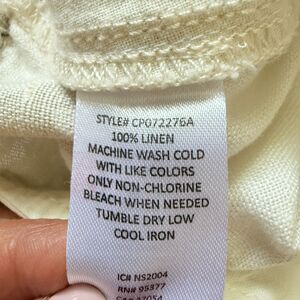 STYLE# CP072276A
100% LINEN
MACHINE WASH COLD
WITH LIKE COLORS
ONLY NON-CHLORINE
BLEACH WHEN NEEDED
TUMBLE DRY LOW
COOL IRON
IC# NS2004
RN# 95377